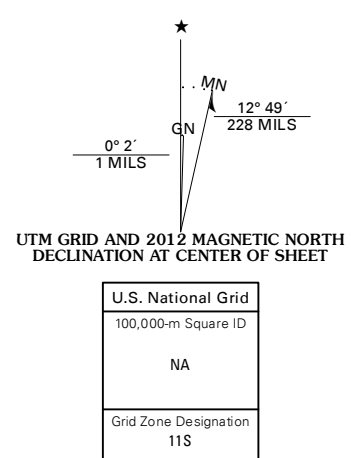 ★
MN
12° 49´
228 MILS
GN
0° 2´
1 MILS
UTM GRID AND 2012 MAGNETIC NORTH
DECLINATION AT CENTER OF SHEET
U.S. National Grid
100,000-m Square ID
NA
Grid Zone Designation
11S